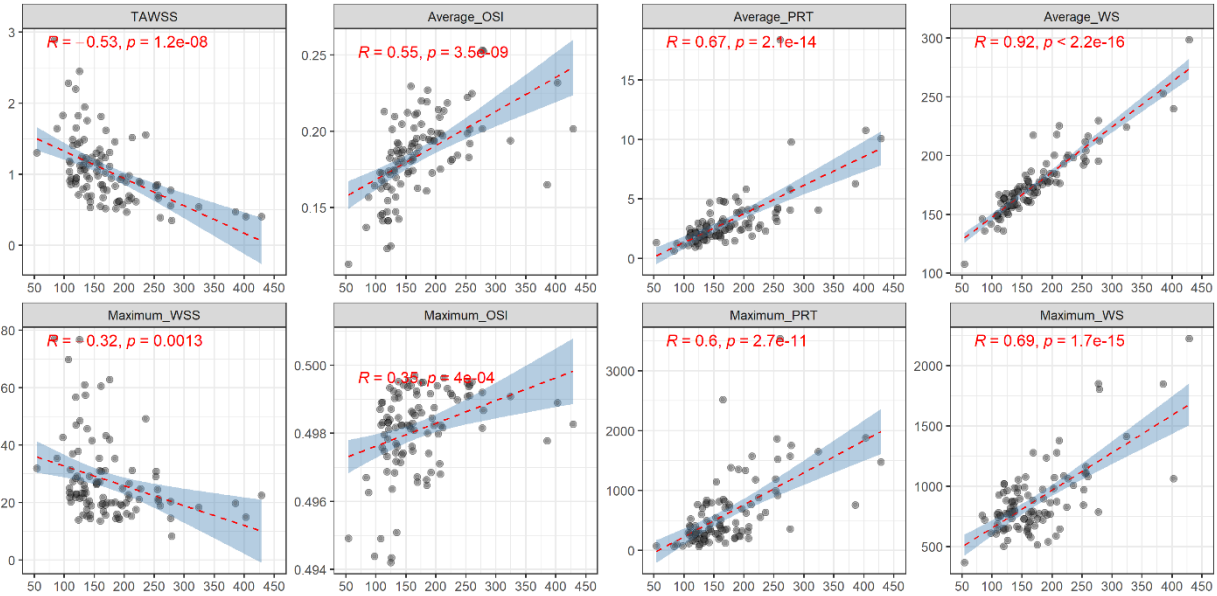 TAWSS
Average_OSI
Average_PRT
Average_WS
R = −0.53, p = 1.2e-08
R = 0.55, p = 3.5e-09
R = 0.67, p = 2.1e-14
R = 0.92, p < 2.2e-16
3
2
1
0
0.25
0.20
0.15
15
10
5
0
300
250
200
150
100
50 100 150 200 250 300 350 400 450
50 100 150 200 250 300 350 400 450
50 100 150 200 250 300 350 400 450
50 100 150 200 250 300 350 400 450
Maximum_WSS
Maximum_OSI
Maximum_PRT
Maximum_WS
R = −0.32, p = 0.0013
R = 0.35, p = 4e-04
R = 0.6, p = 2.7e-11
R = 0.69, p = 1.7e-15
80
60
40
20
0
0.500
0.498
0.496
0.494
3000
2000
1000
0
2000
1500
1000
500
50 100 150 200 250 300 350 400 450
50 100 150 200 250 300 350 400 450
50 100 150 200 250 300 350 400 450
50 100 150 200 250 300 350 400 450